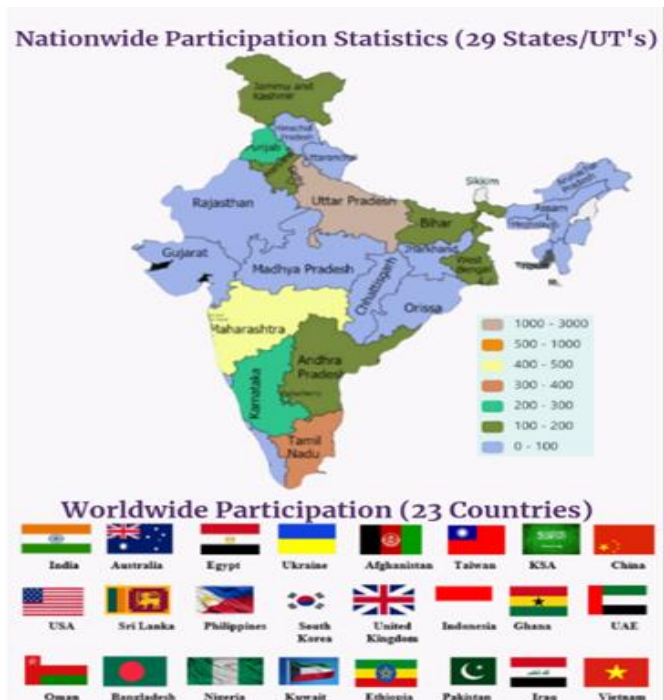 Nationwide Participation Statistics (29 States/UT's)
Jammu and
Kashmir
Himachal
Pradesh
Punjab
Uttaranchal
Rajasthan
Uttar Pradesh
Sikkim
Arunachal
Pradesh
Assam
Bihar
Gujarat
Madhya Pradesh
Jharkhand
West
Bengal
Chhattisgarh
Orissa
Maharashtra
Andhra
Pradesh
Karnataka
Tamil
Nadu
1000 - 3000
500 - 1000
400 - 500
300 - 400
200 - 300
100 - 200
0 - 100
Worldwide Participation (23 Countries)
India Australia Egypt Ukraine Afghanistan Taiwan KSA China
USA Sri Lanka Philippines South Korea United Kingdom Indonesia Ghana UAE
Oman Bangladesh Nigeria Kuwait Ethiopia Pakistan Iraq Vietnam